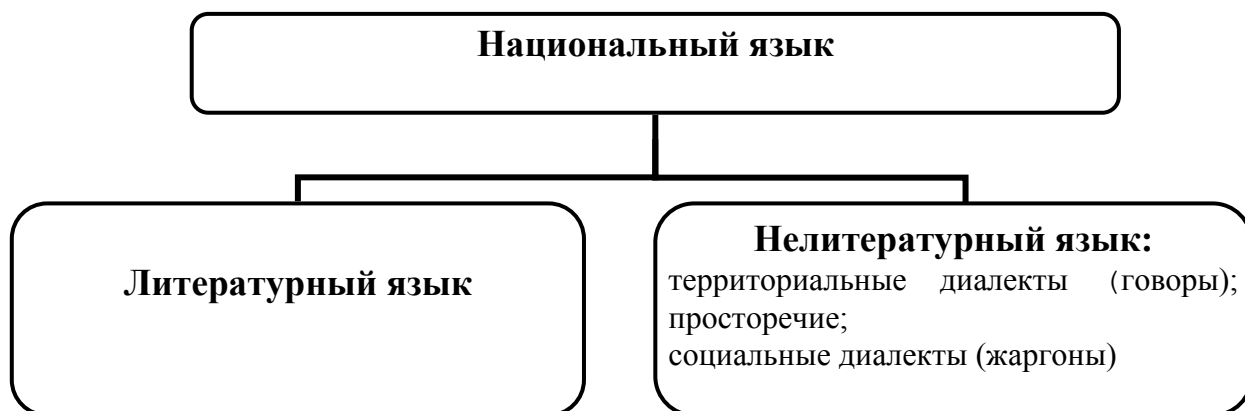 Национальный язык
Литературный язык
Нелитературный язык:
территориальные диалекты (говоры);
просторечие;
социальные диалекты (жаргоны)